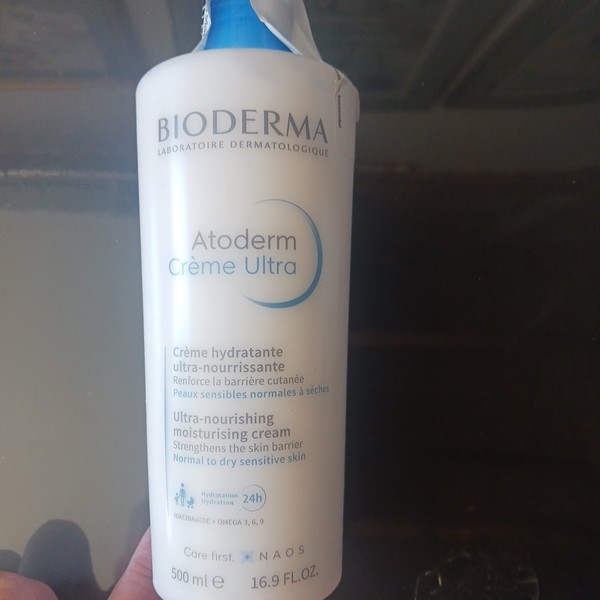 BIODERMA
LABORATOIRE DERMATOLOGIQUE
Atoderm
Crème Ultra
Crème hydratante
ultra-nourrissante
Renforce la barrière cutanée
Peaux sensibles normales à sèches
Ultra-nourishing
moisturising cream
Strengthens the skin barrier
Normal to dry sensitive skin
Hydratation
Hydration
24h
NIACINAMIDE + OMEGA 3, 6, 9
Care first.
NAOS
500 ml ℮ 16.9 FL.OZ.